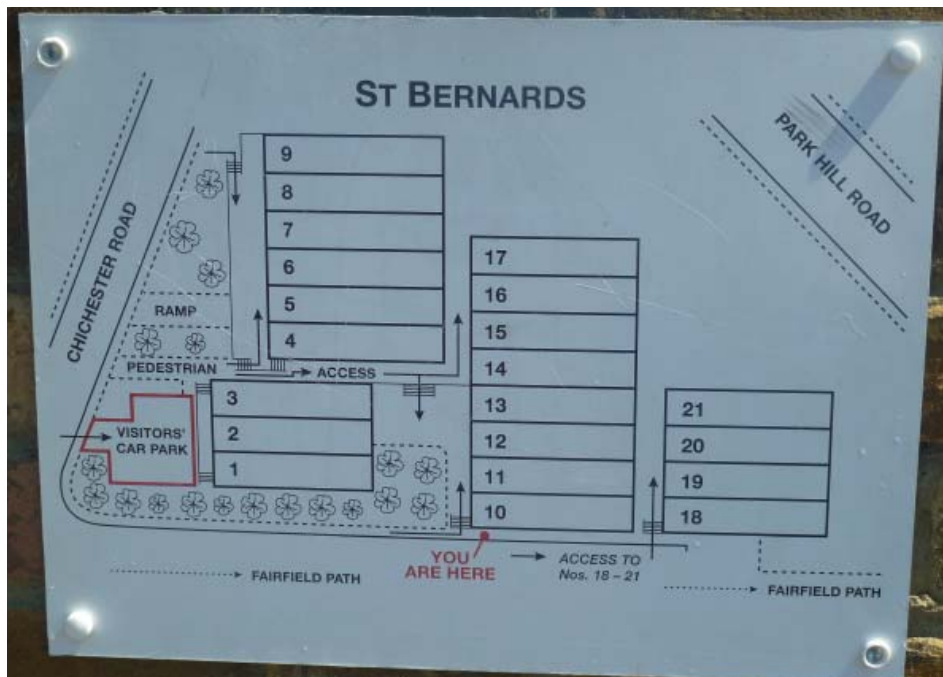 ST BERNARDS
CHICHESTER ROAD
PARK HILL ROAD
9
8
7
6
5
4
17
16
15
14
13
12
11
10
RAMP
PEDESTRIAN
ACCESS
3
2
1
VISITORS'
CAR PARK
21
20
19
18
YOU
ARE HERE
ACCESS TO
Nos. 18 – 21
FAIRFIELD PATH
FAIRFIELD PATH